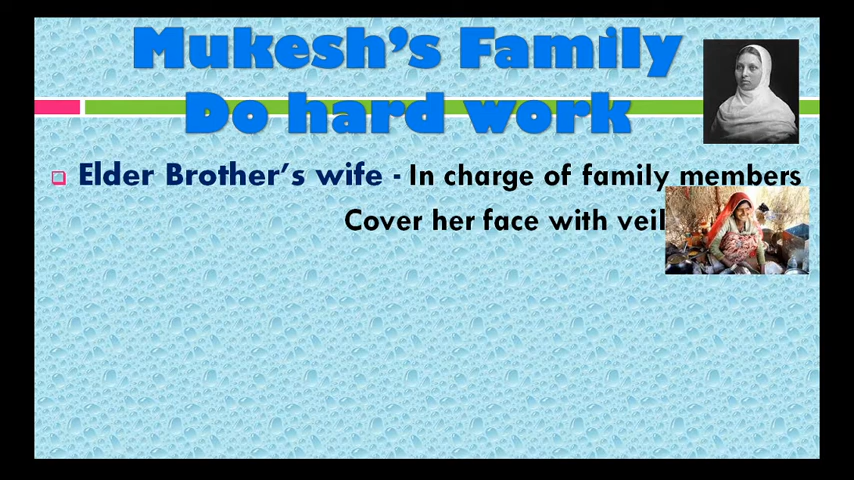 Mukesh's Family
Do hard work
Elder Brother's wife - In charge of family members
Cover her face with veil